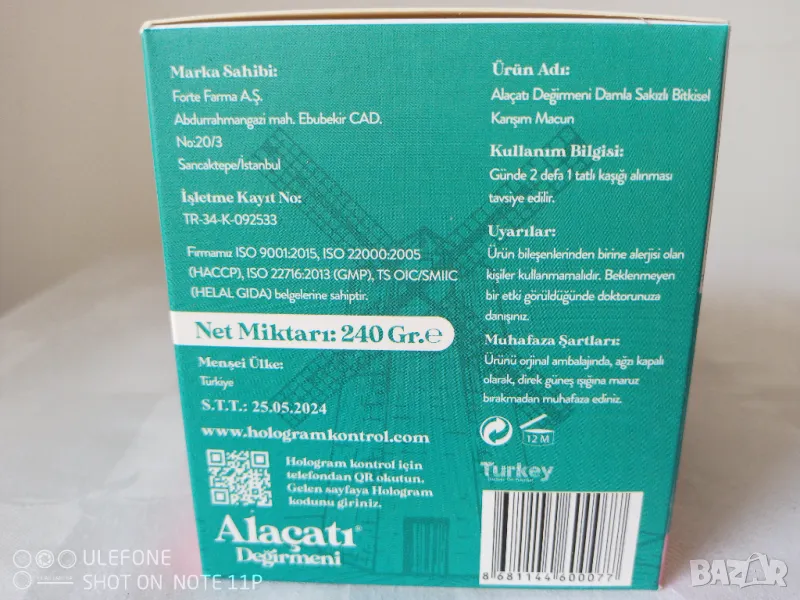 Marka Sahibi:
Forte Farma A.Ş.
Abdurrahmangazi mah. Ebubekir CAD.
No:20/3
Sancaktepe/İstanbul
İşletme Kayıt No:
TR-34-K-092533
Firmamız ISO 9001:2015, ISO 22000:2005
(HACCP), ISO 22716:2013 (GMP), TS OIC/SMIIC
(HELAL GIDA) belgelerine sahiptir.
Net Miktarı: 240 Gr.℮
Menşei Ülke:
Türkiye
S.T.T.: 25.05.2024
www.hologramkontrol.com
Hologram kontrol için
telefondan QR okutun.
Gelen sayfaya Hologram
kodunu giriniz.
Alaçatı®
Değirmeni
Ürün Adı:
Alaçatı Değirmeni Damla Sakızlı Bitkisel
Karışım Macun
Kullanım Bilgisi:
Günde 2 defa 1 tatlı kaşığı alınması
tavsiye edilir.
Uyarılar:
Ürün bileşenlerinden birine alerjisi olan
kişiler kullanmamalıdır. Beklenmeyen
bir etki görüldüğünde doktorunuza
danışınız.
Muhafaza Şartları:
Ürünü orjinal ambalajında, ağzı kapalı
olarak, direk güneş ışığına maruz
bırakmadan muhafaza ediniz.
12 M
Turkey
8 681144 600077
ULEFONE
SHOT ON NOTE 11P
BAZAR